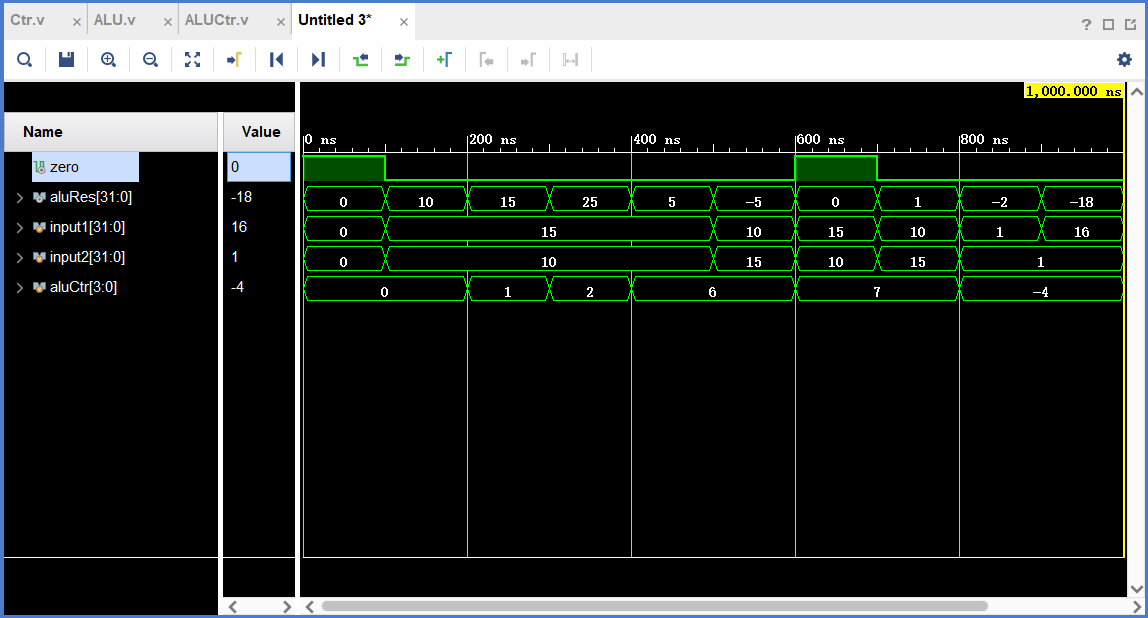 Ctr.v × ALU.v × ALUCtr.v × Untitled 3* ×
? 
1,000.000 ns
Name Value
0 ns 200 ns 400 ns 600 ns 800 ns
zero 0
aluRes[31:0] -18 0 10 15 25 5 -5 0 1 -2 -18
input1[31:0] 16 0 15 10 15 10 1 16
input2[31:0] 1 0 10 15 10 15 1
aluCtr[3:0] -4 0 1 2 6 7 -4